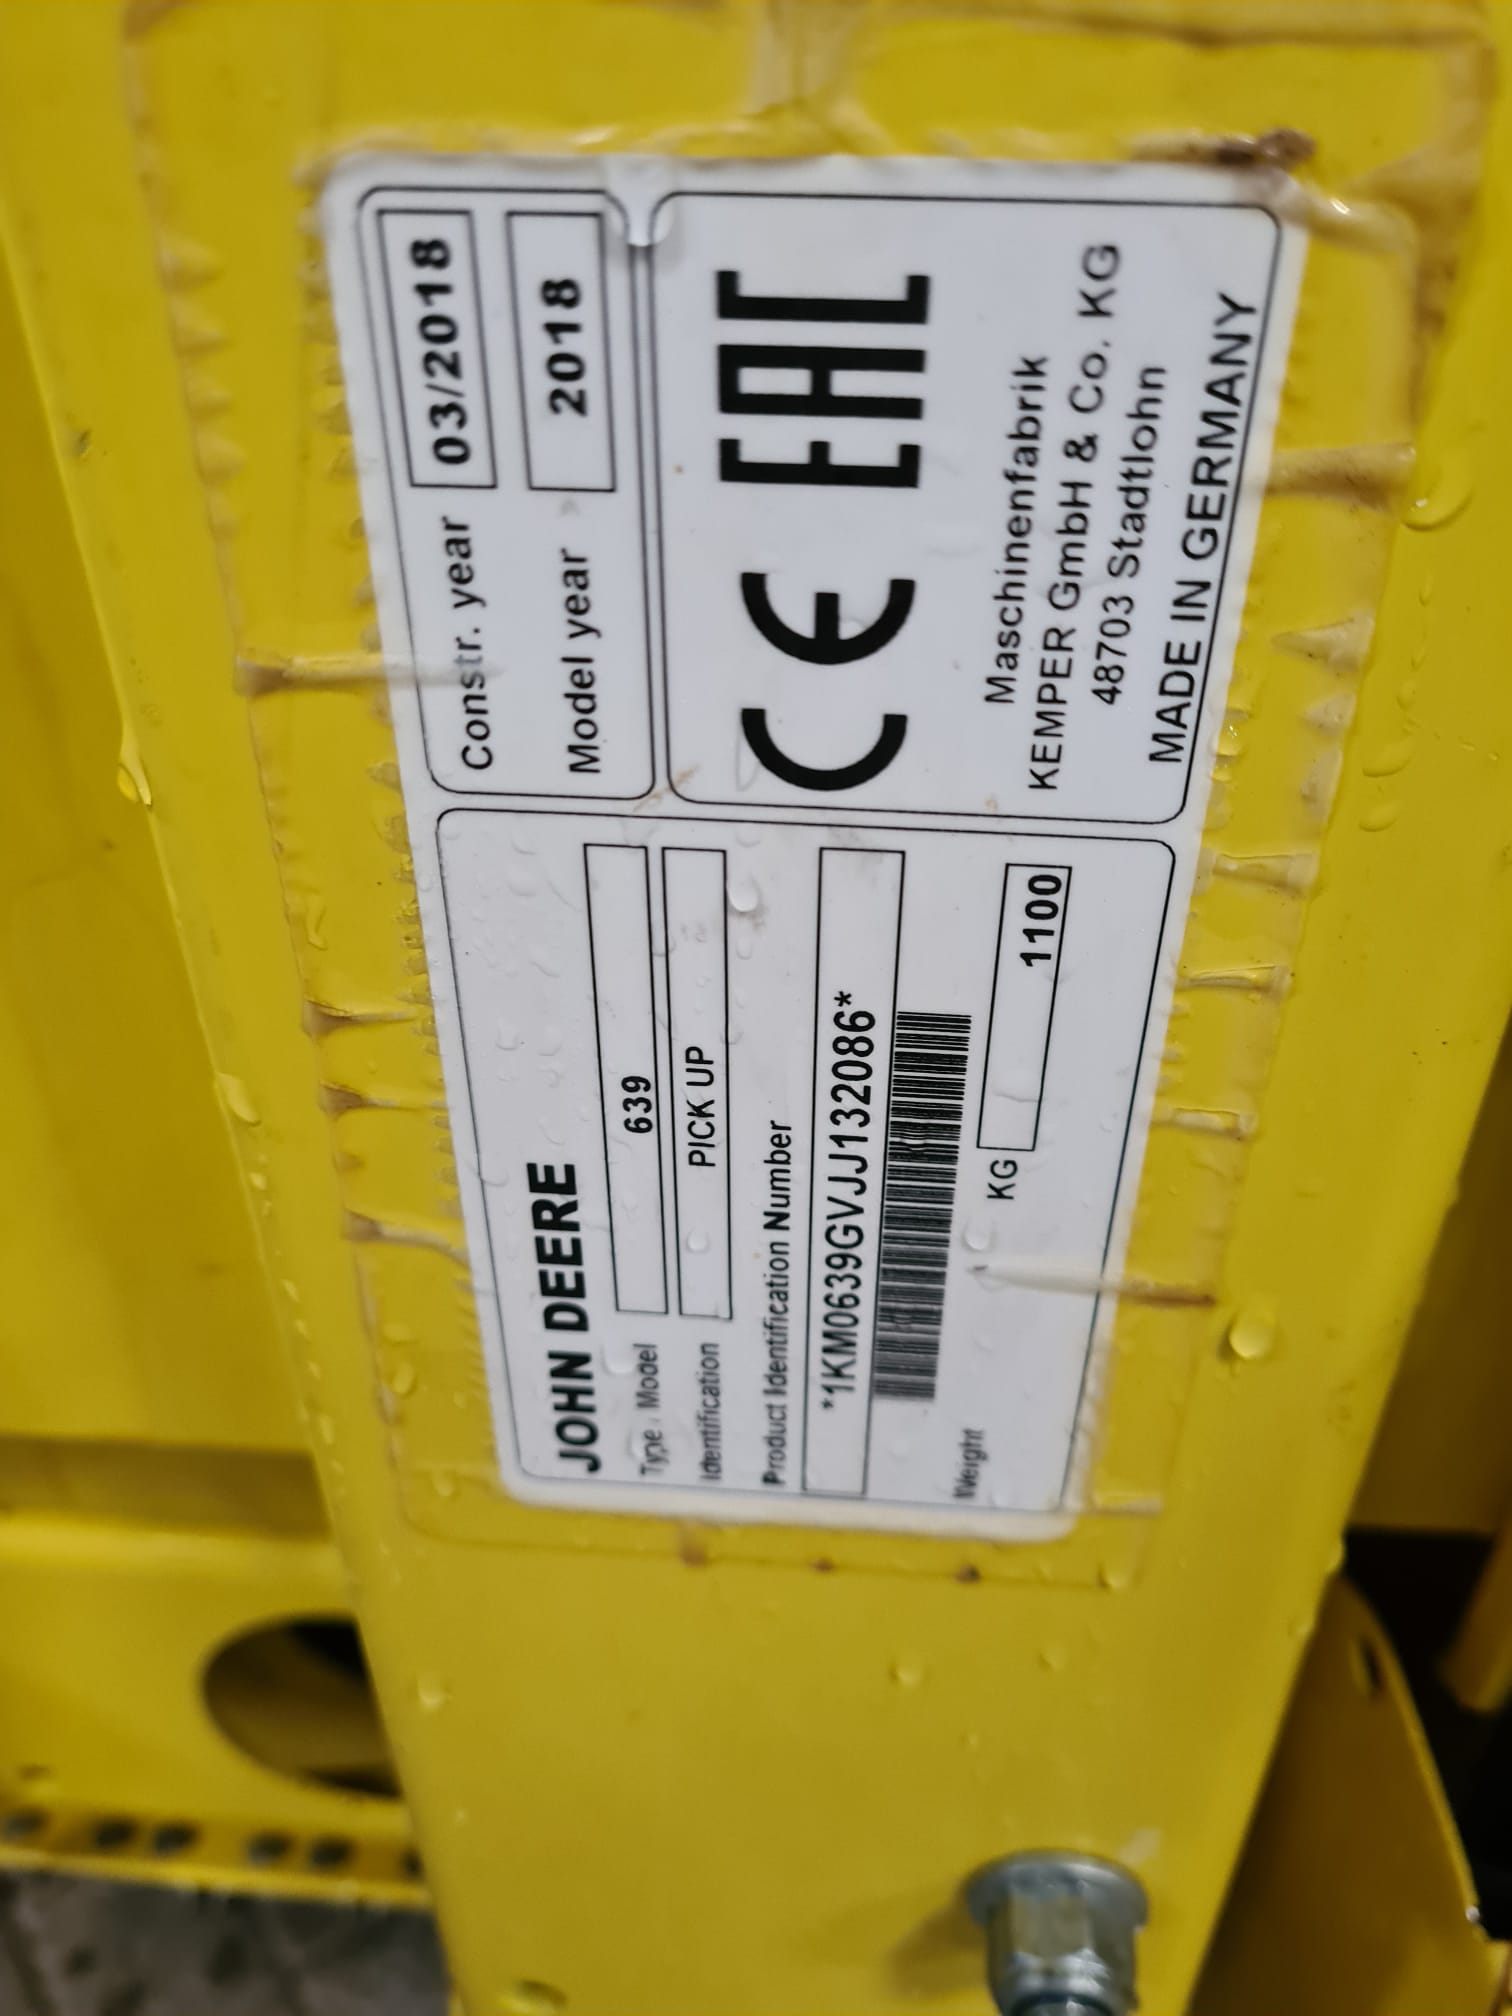 JOHN DEERE
Type / Model 639
Identification PICK UP
Product Identification Number
*1KM0639GVJJ132086*
Weight KG 1100
Constr. year 03/2018
Model year 2018
CE EAC
Maschinenfabrik
KEMPER GmbH & Co. KG
48703 Stadtlohn
MADE IN GERMANY